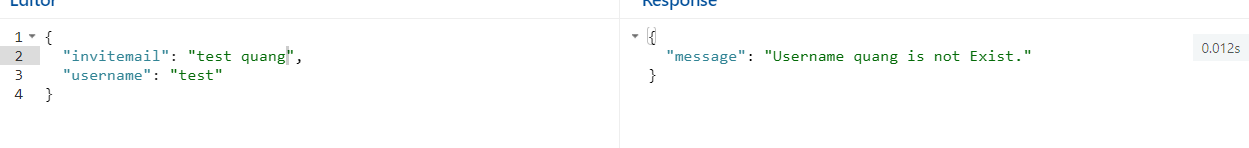 Editor
Response
1 {
2 "invitemail": "test quang",
3 "username": "test"
4 }
{
"message": "Username quang is not Exist."
}
0.012s